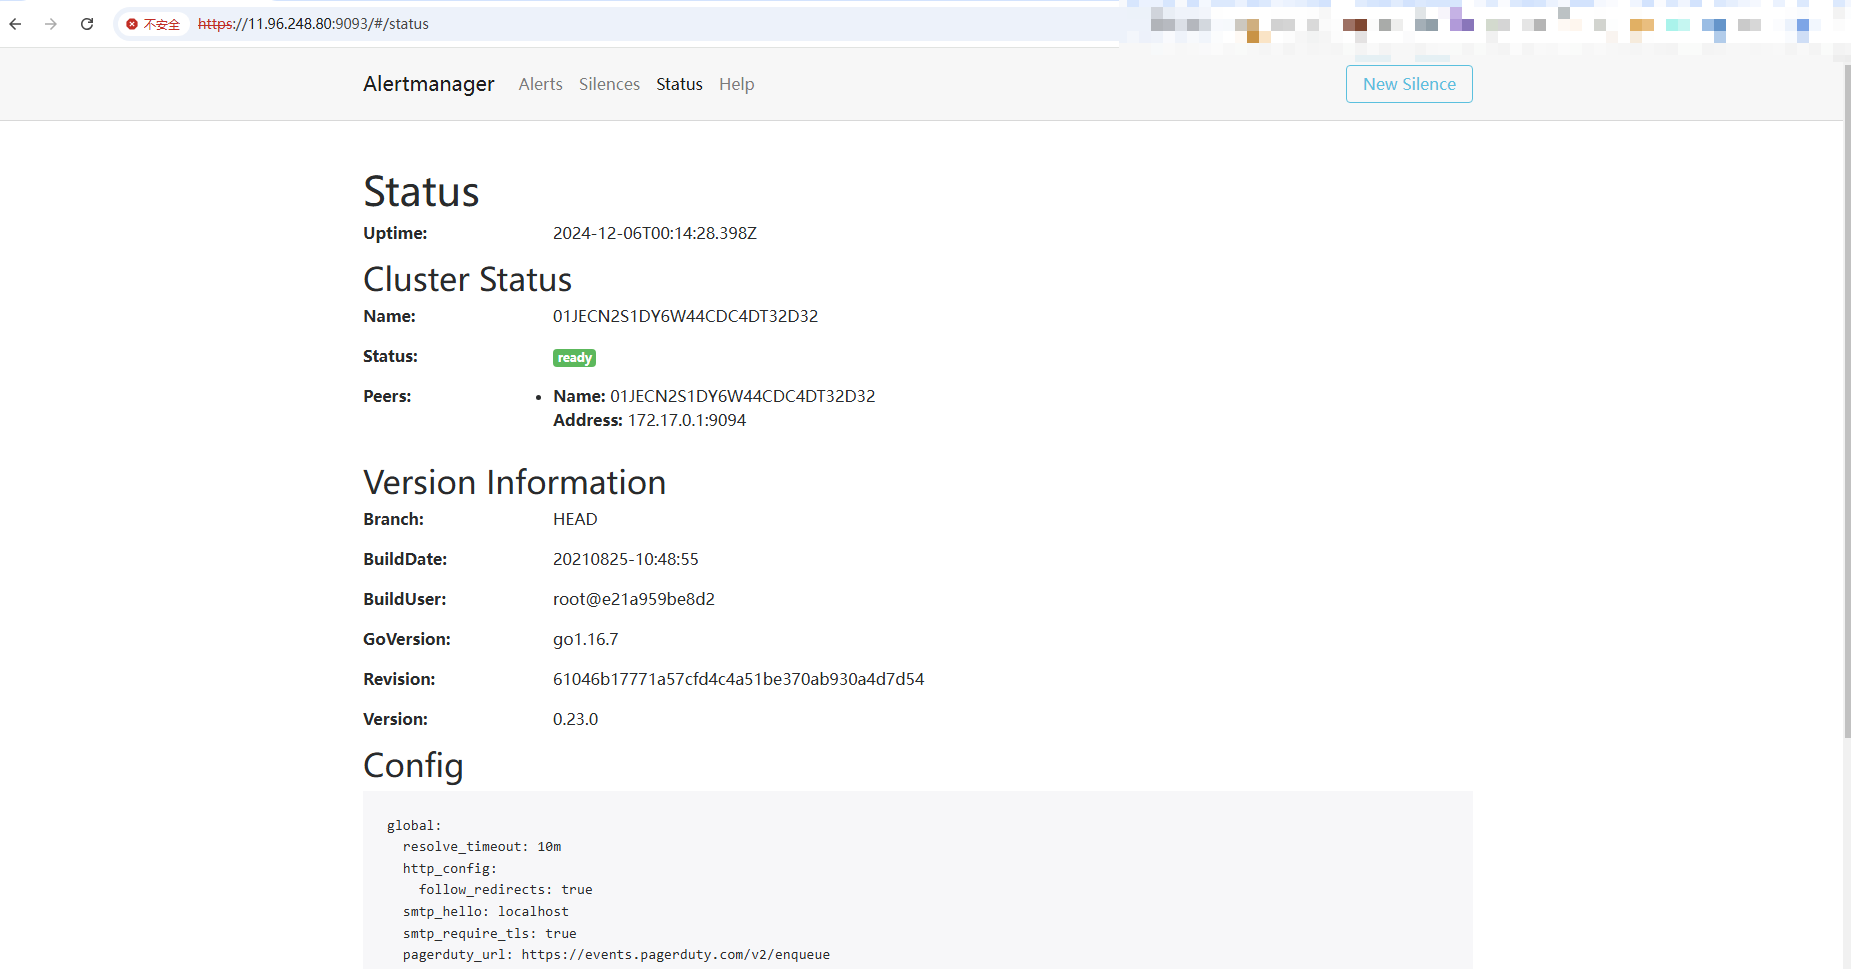 不安全 https://11.96.248.80:9093/#/status
Alertmanager Alerts Silences Status Help New Silence
Status
Uptime: 2024-12-06T00:14:28.398Z
Cluster Status
Name: 01JECN2S1DY6W44CDC4DT32D32
Status: ready
Peers: • Name: 01JECN2S1DY6W44CDC4DT32D32
Address: 172.17.0.1:9094
Version Information
Branch: HEAD
BuildDate: 20210825-10:48:55
BuildUser: root@e21a959be8d2
GoVersion: go1.16.7
Revision: 61046b17771a57cfd4c4a51be370ab930a4d7d54
Version: 0.23.0
Config
global:
  resolve_timeout: 10m
  http_config:
    follow_redirects: true
  smtp_hello: localhost
  smtp_require_tls: true
  pagerduty_url: https://events.pagerduty.com/v2/enqueue